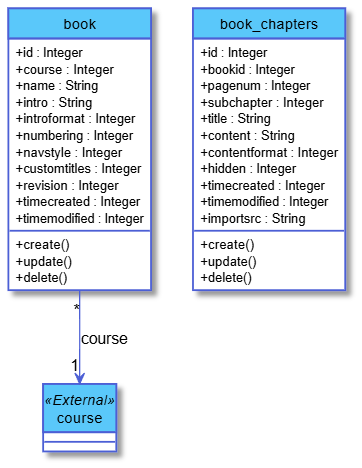 book
+id : Integer
+course : Integer
+name : String
+intro : String
+introformat : Integer
+numbering : Integer
+navstyle : Integer
+customtitles : Integer
+revision : Integer
+timecreated : Integer
+timemodified : Integer
+create()
+update()
+delete()
book_chapters
+id : Integer
+bookid : Integer
+pagenum : Integer
+subchapter : Integer
+title : String
+content : String
+contentformat : Integer
+hidden : Integer
+timecreated : Integer
+timemodified : Integer
+importsrc : String
+create()
+update()
+delete()
*
course
1
«External»
course